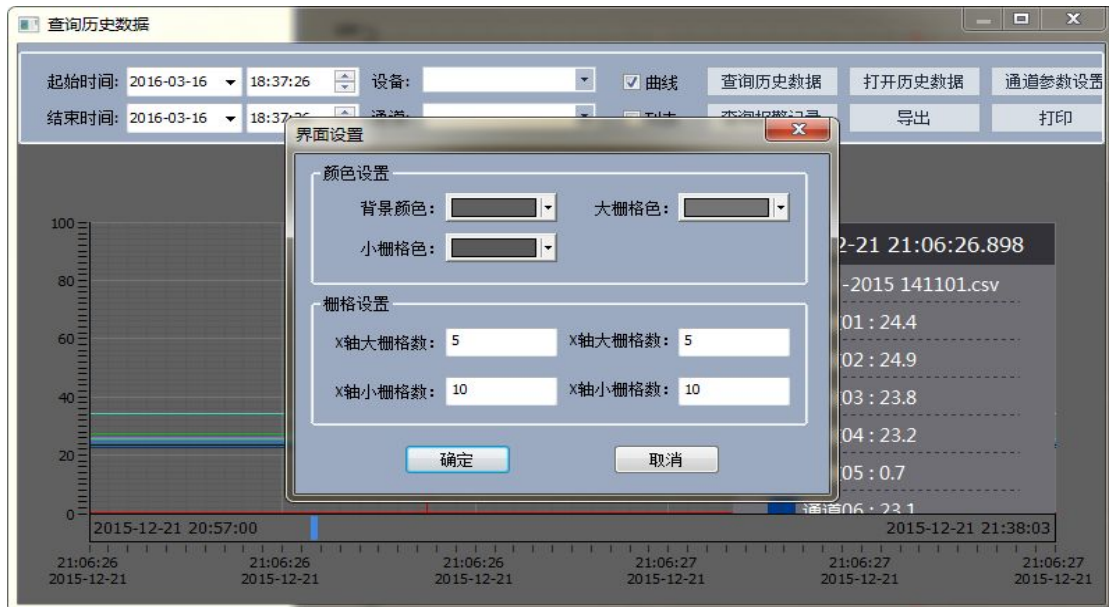 查询历史数据
起始时间: 2016-03-16 18:37:26 设备: 曲线 查询历史数据 打开历史数据 通道参数设置
结束时间: 2016-03-16 导出 打印
界面设置
颜色设置
背景颜色: 大栅格色:
小栅格色:
栅格设置
X轴大栅格数: 5 X轴大栅格数: 5
X轴小栅格数: 10 X轴小栅格数: 10
确定 取消
100
80
60
40
20
0
2-21 21:06:26.898
-2015 141101.csv
01 : 24.4
02 : 24.9
03 : 23.8
04 : 23.2
05 : 0.7
通道06 : 23.1
2015-12-21 20:57:00 2015-12-21 21:38:03
21:06:26 21:06:26 21:06:26 21:06:27 21:06:27 21:06:27
2015-12-21 2015-12-21 2015-12-21 2015-12-21 2015-12-21 2015-12-21